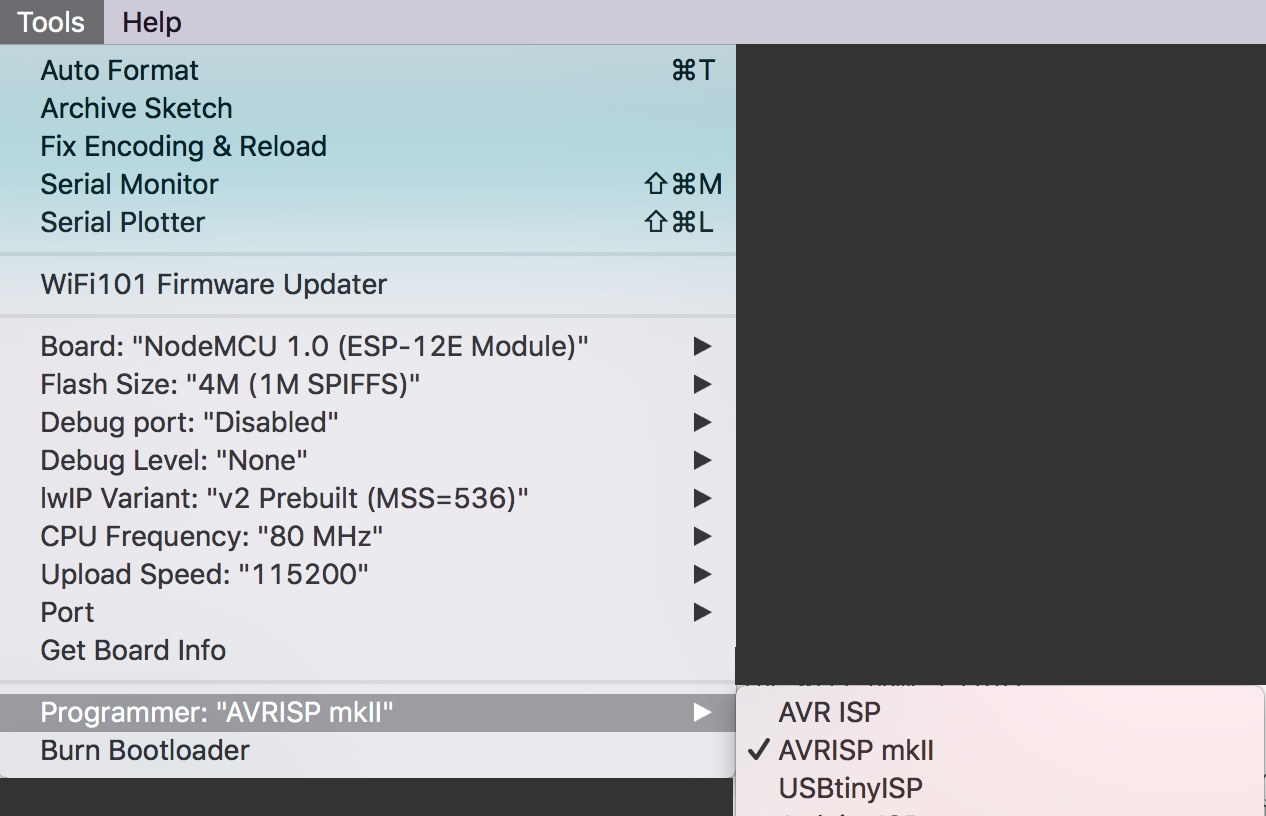 Tools Help
Auto Format ⌘T
Archive Sketch
Fix Encoding & Reload
Serial Monitor ⇧⌘M
Serial Plotter ⇧⌘L
WiFi101 Firmware Updater
Board: "NodeMCU 1.0 (ESP-12E Module)"
Flash Size: "4M (1M SPIFFS)"
Debug port: "Disabled"
Debug Level: "None"
lwIP Variant: "v2 Prebuilt (MSS=536)"
CPU Frequency: "80 MHz"
Upload Speed: "115200"
Port
Get Board Info
Programmer: "AVRISP mkII"
Burn Bootloader
AVR ISP
✓ AVRISP mkII
USBtinyISP